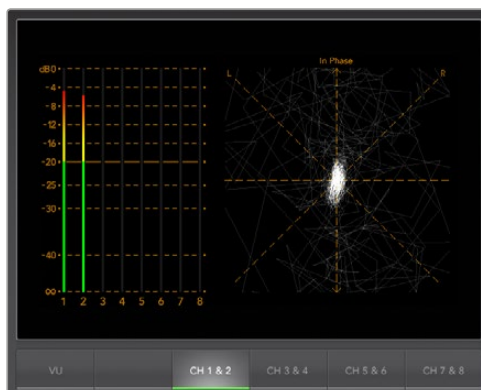 In Phase
dB0
L
R
-4
-8
-12
-16
-20
-25
-30
-40
∞
1 2 3 4 5 6 7 8
VU
CH 1 & 2
CH 3 & 4
CH 5 & 6
CH 7 & 8